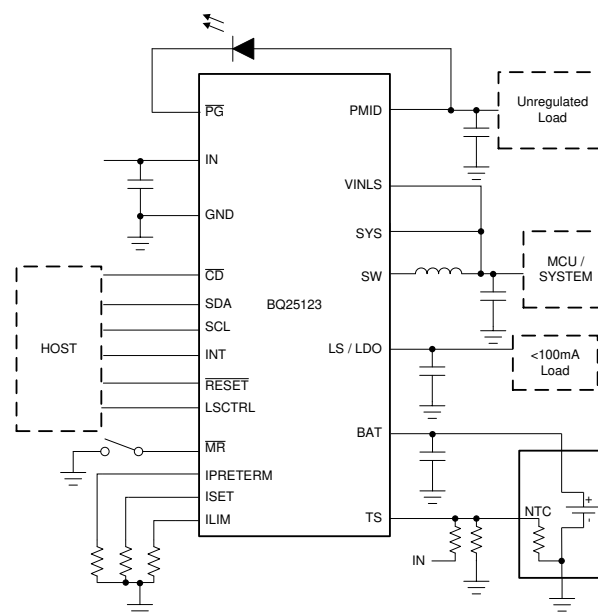 PG
PMID
Unregulated
Load
IN
VINLS
GND
SYS
CD
SW
MCU /
SYSTEM
SDA
BQ25123
SCL
HOST
INT
LS / LDO
<100mA
Load
RESET
LSCTRL
MR
BAT
IPRETERM
ISET
ILIM
TS
NTC
+
-
IN